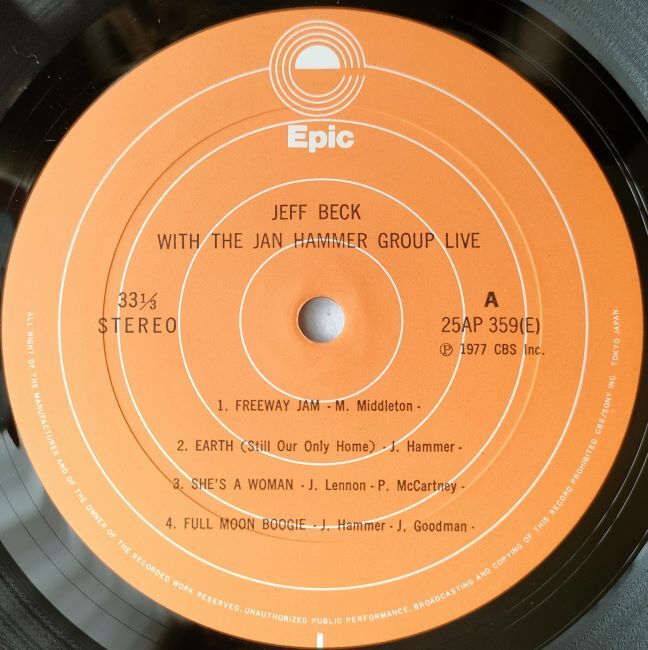 Epic
JEFF BECK
WITH THE JAN HAMMER GROUP LIVE
33⅓
STEREO
A
25AP 359(E)
Ⓟ 1977 CBS Inc.
1. FREEWAY JAM - M. Middleton -
2. EARTH (Still Our Only Home) - J. Hammer -
3. SHE'S A WOMAN - J. Lennon - P. McCartney -
4. FULL MOON BOOGIE - J. Hammer - J. Goodman -
ALL RIGHT OF THE MANUFACTURER AND OF THE OWNER OF THE RECORDED WORK RESERVED. UNAUTHORIZED PUBLIC PERFORMANCE. BROADCASTING AND COPYING OF THIS RECORD PROHIBITED CBS/SONY INC. TOKYO JAPAN